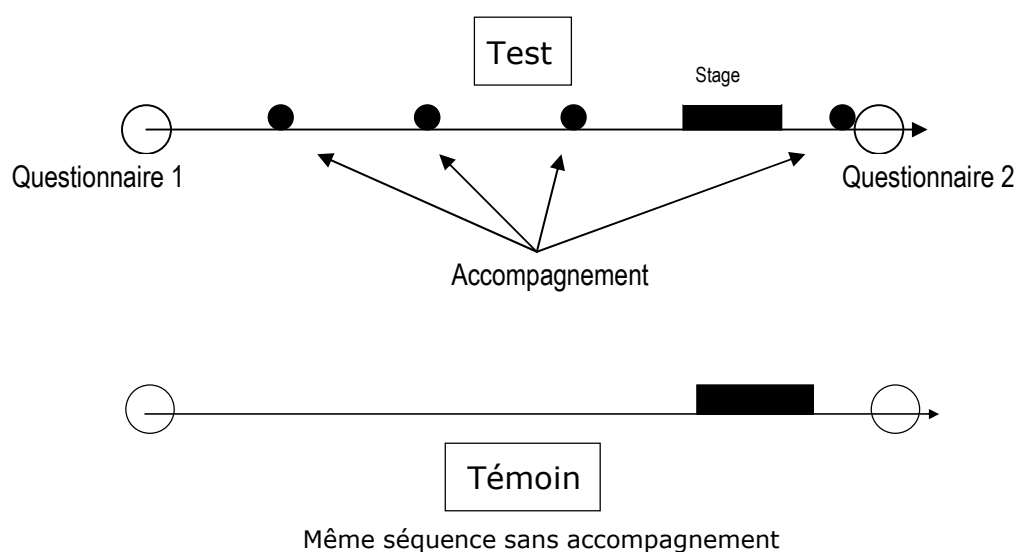 Test
Stage
Questionnaire 1
Questionnaire 2
Accompagnement
Témoin
Même séquence sans accompagnement